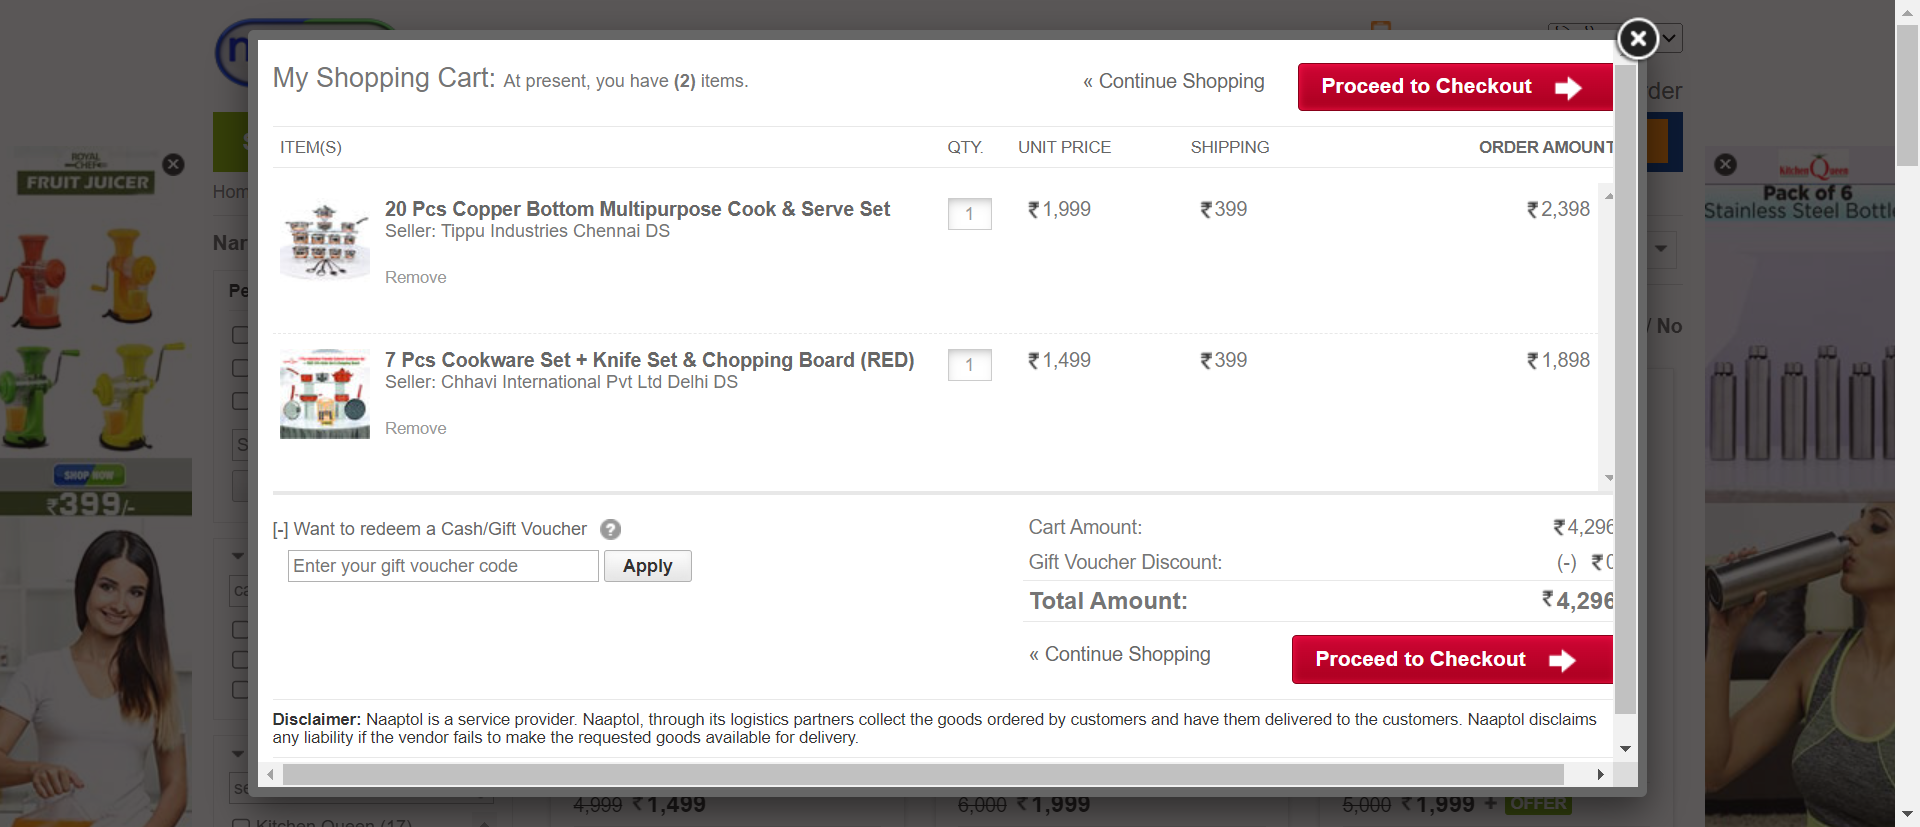 My Shopping Cart: At present, you have (2) items.
« Continue Shopping
Proceed to Checkout
ITEM(S) QTY. UNIT PRICE SHIPPING ORDER AMOUNT
20 Pcs Copper Bottom Multipurpose Cook & Serve Set 1 ₹1,999 ₹399 ₹2,398
Seller: Tippu Industries Chennai DS
Remove
7 Pcs Cookware Set + Knife Set & Chopping Board (RED) 1 ₹1,499 ₹399 ₹1,898
Seller: Chhavi International Pvt Ltd Delhi DS
Remove
[-] Want to redeem a Cash/Gift Voucher ?
Enter your gift voucher code Apply
Cart Amount: ₹4,296
Gift Voucher Discount: (-) ₹0
Total Amount: ₹4,296
« Continue Shopping
Proceed to Checkout
Disclaimer: Naaptol is a service provider. Naaptol, through its logistics partners collect the goods ordered by customers and have them delivered to the customers. Naaptol disclaims
any liability if the vendor fails to make the requested goods available for delivery.
ROYAL
CHEF
FRUIT JUICER
SHOP NOW
₹399/-
Kitchen Queen
Pack of 6
Stainless Steel Bottle
/ No
4,999 ₹1,499 6,000 ₹1,999 5,000 ₹1,999 + OFFER
Kitchen Queen (17)